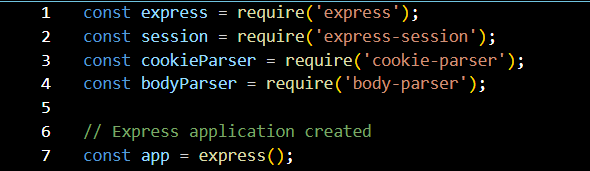 1 const express = require('express');
2 const session = require('express-session');
3 const cookieParser = require('cookie-parser');
4 const bodyParser = require('body-parser');
5
6 // Express application created
7 const app = express();